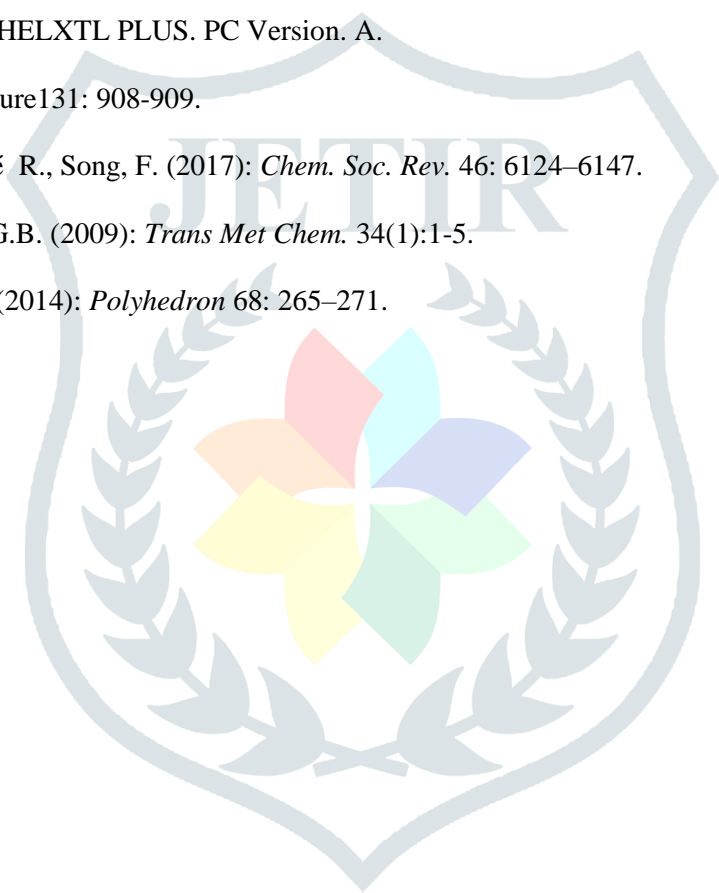 HELXTL PLUS. PC Version. A.
ure131: 908-909.
R., Song, F. (2017): Chem. Soc. Rev. 46: 6124–6147.
G.B. (2009): Trans Met Chem. 34(1):1-5.
(2014): Polyhedron 68: 265–271.
JETIR